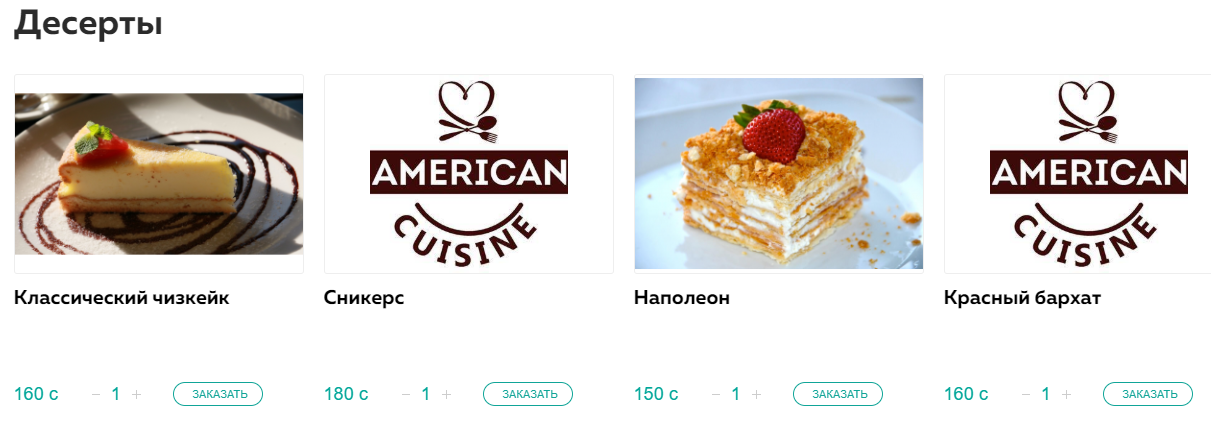 Десерты
AMERICAN
CUISINE
AMERICAN
CUISINE
Классический чизкейк
Сникерс
Наполеон
Красный бархат
160 с − 1 + ЗАКАЗАТЬ
180 с − 1 + ЗАКАЗАТЬ
150 с − 1 + ЗАКАЗАТЬ
160 с − 1 + ЗАКАЗАТЬ